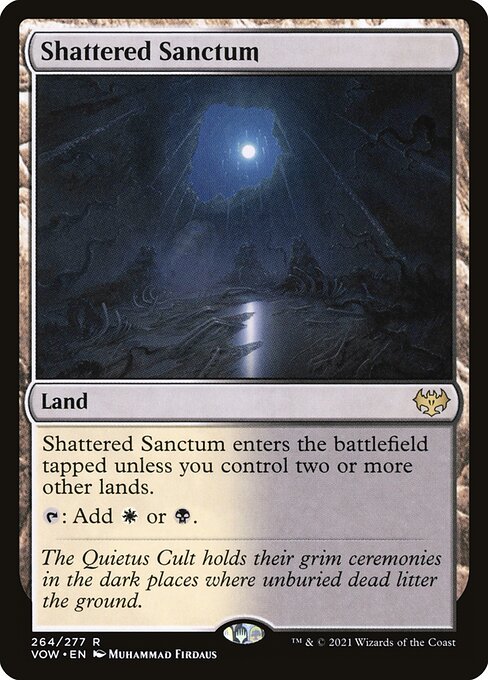 Shattered Sanctum
Land
Shattered Sanctum enters the battlefield
tapped unless you control two or more
other lands.
: Add or .
The Quietus Cult holds their grim ceremonies
in the dark places where unburied dead litter
the ground.
264/277 R
VOW • EN Muhammad Firdaus
™ & © 2021 Wizards of the Coast